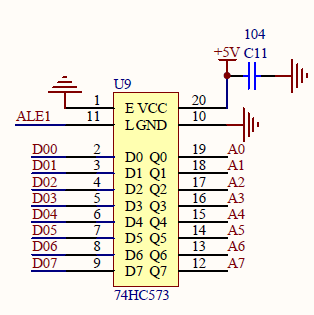 104
+5V C11
U9
1 E VCC 20
ALE1 11 L GND 10
D00 2 D0 Q0 19 A0
D01 3 D1 Q1 18 A1
D02 4 D2 Q2 17 A2
D03 5 D3 Q3 16 A3
D04 6 D4 Q4 15 A4
D05 7 D5 Q5 14 A5
D06 8 D6 Q6 13 A6
D07 9 D7 Q7 12 A7
74HC573